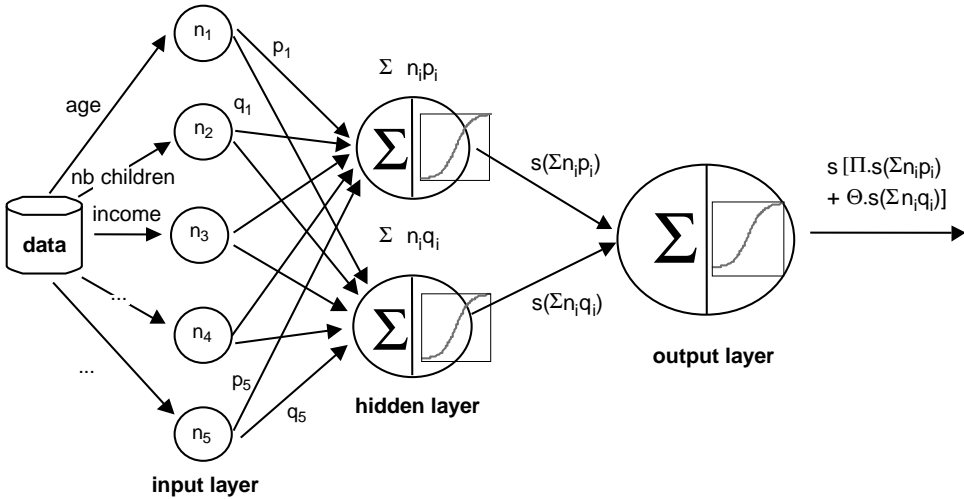 n1
p1
Σ nipi
age
q1
n2
Σ
s(Σnipi)
s [Π.s(Σnipi)
+ Θ.s(Σniqi)]
nb children
income
data
n3
Σ niqi
Σ
...
s(Σniqi)
n4
Σ
output layer
...
p5
q5
hidden layer
n5
input layer